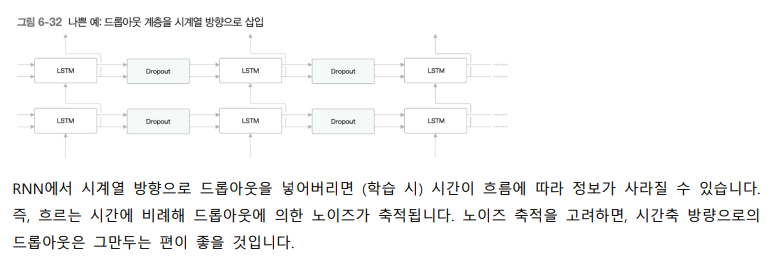 그림 6-32 나쁜 예: 드롭아웃 계층을 시계열 방향으로 삽입
LSTM Dropout LSTM Dropout LSTM
LSTM Dropout LSTM Dropout LSTM
RNN에서 시계열 방향으로 드롭아웃을 넣어버리면 (학습 시) 시간이 흐름에 따라 정보가 사라질 수 있습니다.
즉, 흐르는 시간에 비례해 드롭아웃에 의한 노이즈가 축적됩니다. 노이즈 축적을 고려하면, 시간축 방량으로의
드롭아웃은 그만두는 편이 좋을 것입니다.